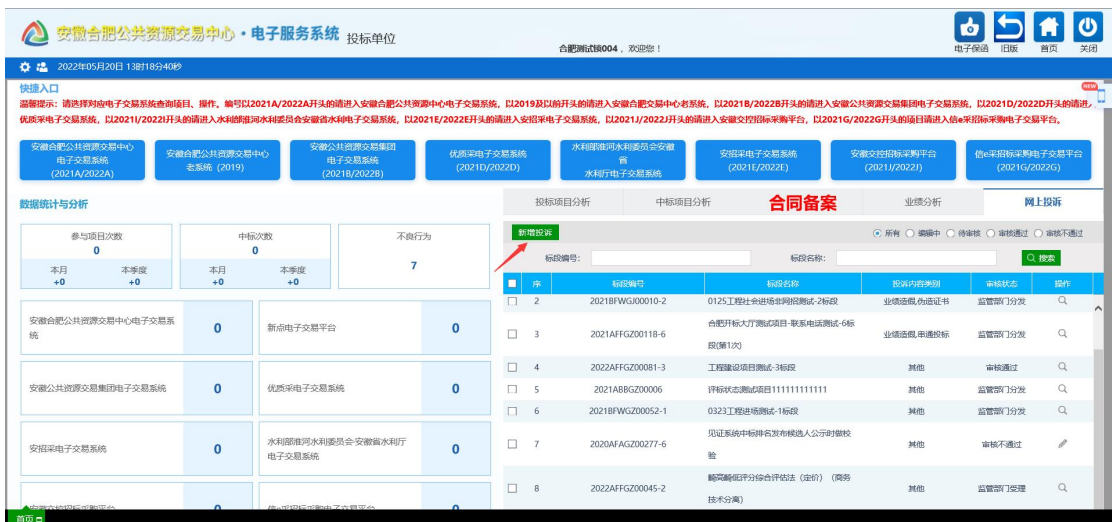 安徽合肥公共资源交易中心·电子服务系统 投标单位
合肥测试镇004，欢迎您！
电子保函 旧版 首页 关闭
2022年05月20日 13时18分40秒
快捷入口
NEW
温馨提示：请选择对应电子交易系统查询项目、操作。编号以2021A/2022A开头的请进入安徽合肥公共资源中心电子交易系统，以2019及以前开头的请进入安徽合肥交易中心老系统，以2021B/2022B开头的请进入安徽公共资源交易集团电子交易系统，以2021D/2022D开头的请进入
优质采电子交易系统，以2021I/2022I开头的请进入水利部淮河水利委员会安徽省水利电子交易系统，以2021E/2022E开头的请进入安招采电子交易系统，以2021J/2022J开头的请进入安徽交控招标采购平台，以2021G/2022G开头的项目请进入信e采招标采购电子交易平台。
安徽合肥公共资源交易中心
电子交易系统
(2021A/2022A)
安徽合肥公共资源交易中心
老系统 (2019)
安徽公共资源交易集团
电子交易系统
(2021B/2022B)
优质采电子交易系统
(2021D/2022D)
水利部淮河水利委员会安徽
省
水利厅电子交易系统
安招采电子交易系统
(2021E/2022E)
安徽交控招标采购平台
(2021J/2022J)
信e采招标采购电子交易平台
(2021G/2022G)
数据统计与分析
参与项目次数
0
本月 本季度
+0 +0
中标次数
0
本月 本季度
+0 +0
不良行为
7
安徽合肥公共资源交易中心电子交易系
统
0
新点电子交易平台
0
安徽公共资源交易集团电子交易系统
0
优质采电子交易系统
0
安招采电子交易系统
0
水利部淮河水利委员会·安徽省水利厅
电子交易系统
0
安徽交控招标采购平台
信e采招标采购电子交易平台
首页
投标项目分析 中标项目分析 合同备案 业绩分析 网上投诉
新增投诉
所有 编辑中 待审核 审核通过 审核不通过
标段编号： 标段名称： 搜索
序 标段编号 标段名称 投诉内容类别 审核状态 操作
2 2021BFWGJ00010-2 0125工程社会进场非网招测试-2标段 业绩造假,伪造证书 监管部门分发
3 2021AFFGZ00118-6 合肥开标大厅测试项目-联系电话测试-6标
段(第1次) 业绩造假,串通投标 监管部门分发
4 2022AFFGZ00081-3 工程建设项目测试-3标段 其他 审核通过
5 2021ABBGZ00006 评标状态测试项目111111111111 其他 监管部门分发
6 2021BFWGZ00052-1 0323工程进场测试-1标段 其他 监管部门分发
7 2020AFAGZ00277-6 见证系统中标排名发布候选人公示时做校
验 其他 审核不通过
8 2022AFFGZ00045-2 畸高畸低评分综合评估法（定价）（商务
技术分离） 其他 监管部门受理